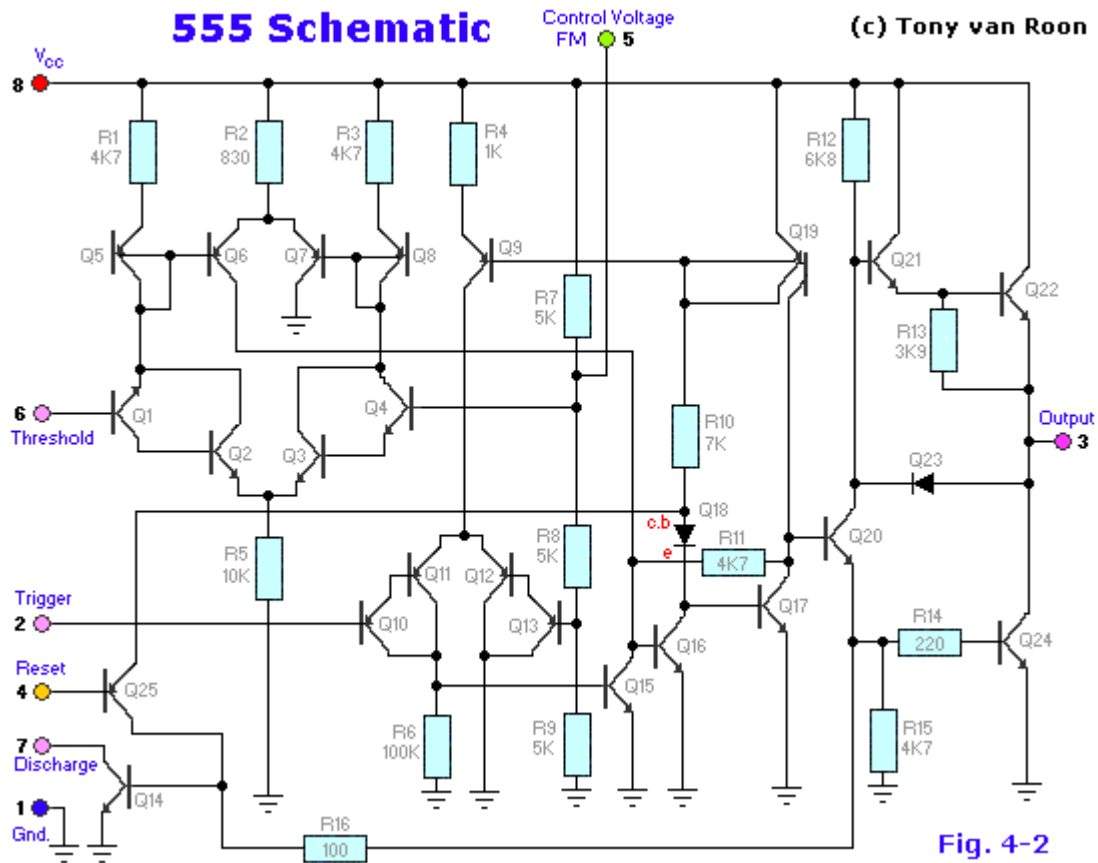 555 Schematic
Control Voltage
FM 5
(c) Tony van Roon
Vcc
8
R1
4K7
R2
830
R3
4K7
R4
1K
R12
6K8
Q5
Q6
Q7
Q8
Q9
Q19
Q21
Q22
R7
5K
R13
3K9
6
Threshold
Q1
Q2
Q3
Q4
R10
7K
Output
3
Q23
Q18
c.b
e
R11
4K7
Q20
R5
10K
R8
5K
Q11
Q12
Trigger
2
Q10
Q13
Q16
Q17
R14
220
Q24
Reset
4
Q25
Q15
R6
100K
R9
5K
R15
4K7
7
Discharge
Q14
1
Gnd.
R16
100
Fig. 4-2